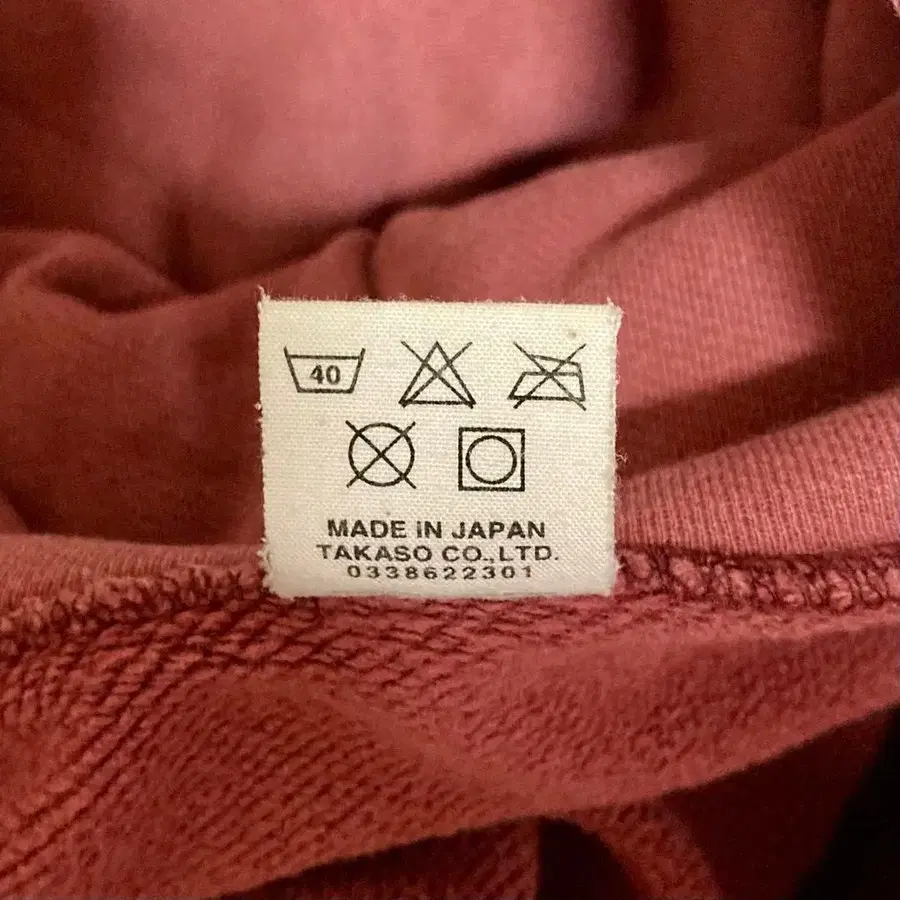 40
MADE IN JAPAN
TAKASO CO.,LTD.
0338622301